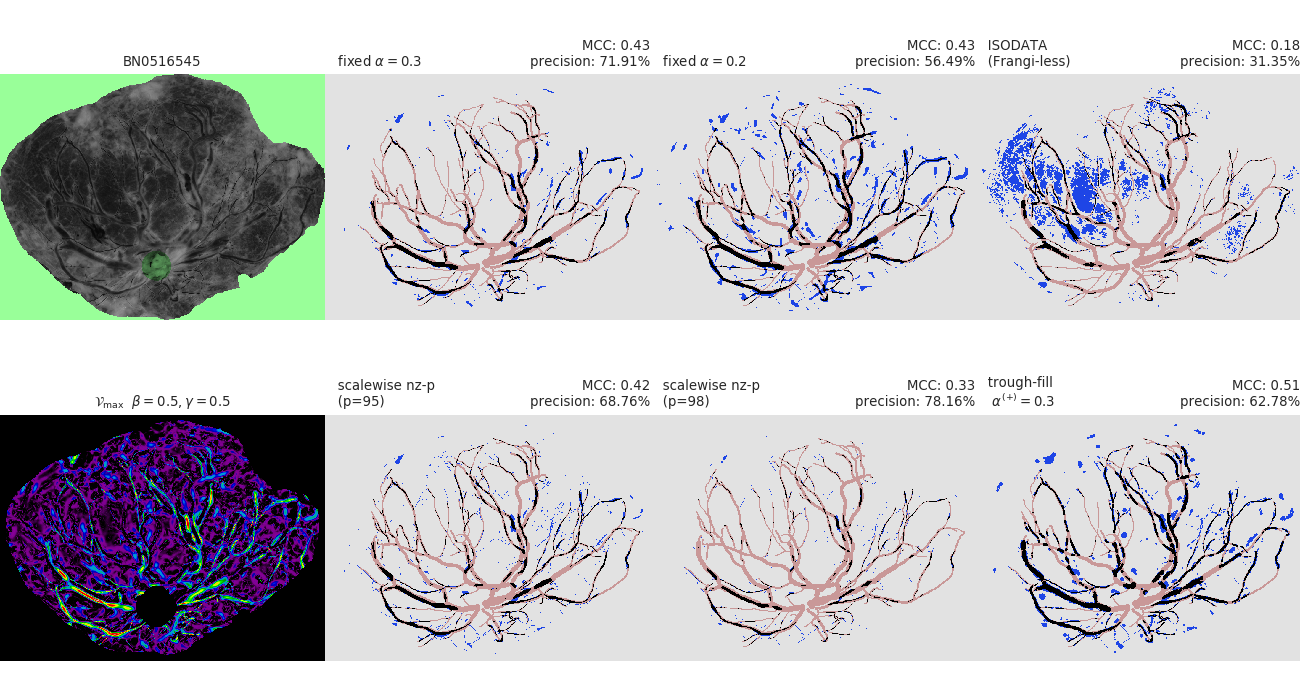 BN0516545
fixed α = 0.3
MCC: 0.43
precision: 71.91%
fixed α = 0.2
MCC: 0.43
precision: 56.49%
ISODATA
(Frangi-less)
MCC: 0.18
precision: 31.35%
𝒱max β = 0.5, γ = 0.5
scalewise nz-p
(p=95)
MCC: 0.42
precision: 68.76%
scalewise nz-p
(p=98)
MCC: 0.33
precision: 78.16%
trough-fill
α(+) = 0.3
MCC: 0.51
precision: 62.78%